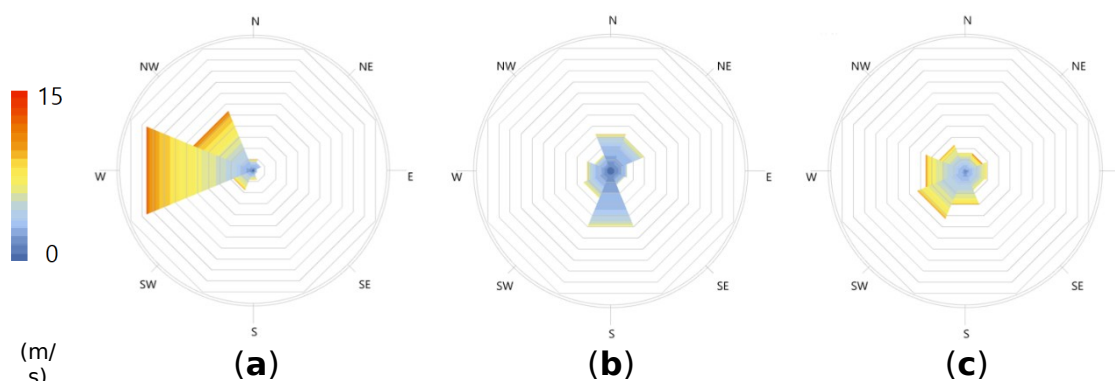 N N N
NW NE NW NE NW NE
15
W E W E W E
0
SW SE SW SE SW SE
S S S
(m/
s)
(a) (b) (c)